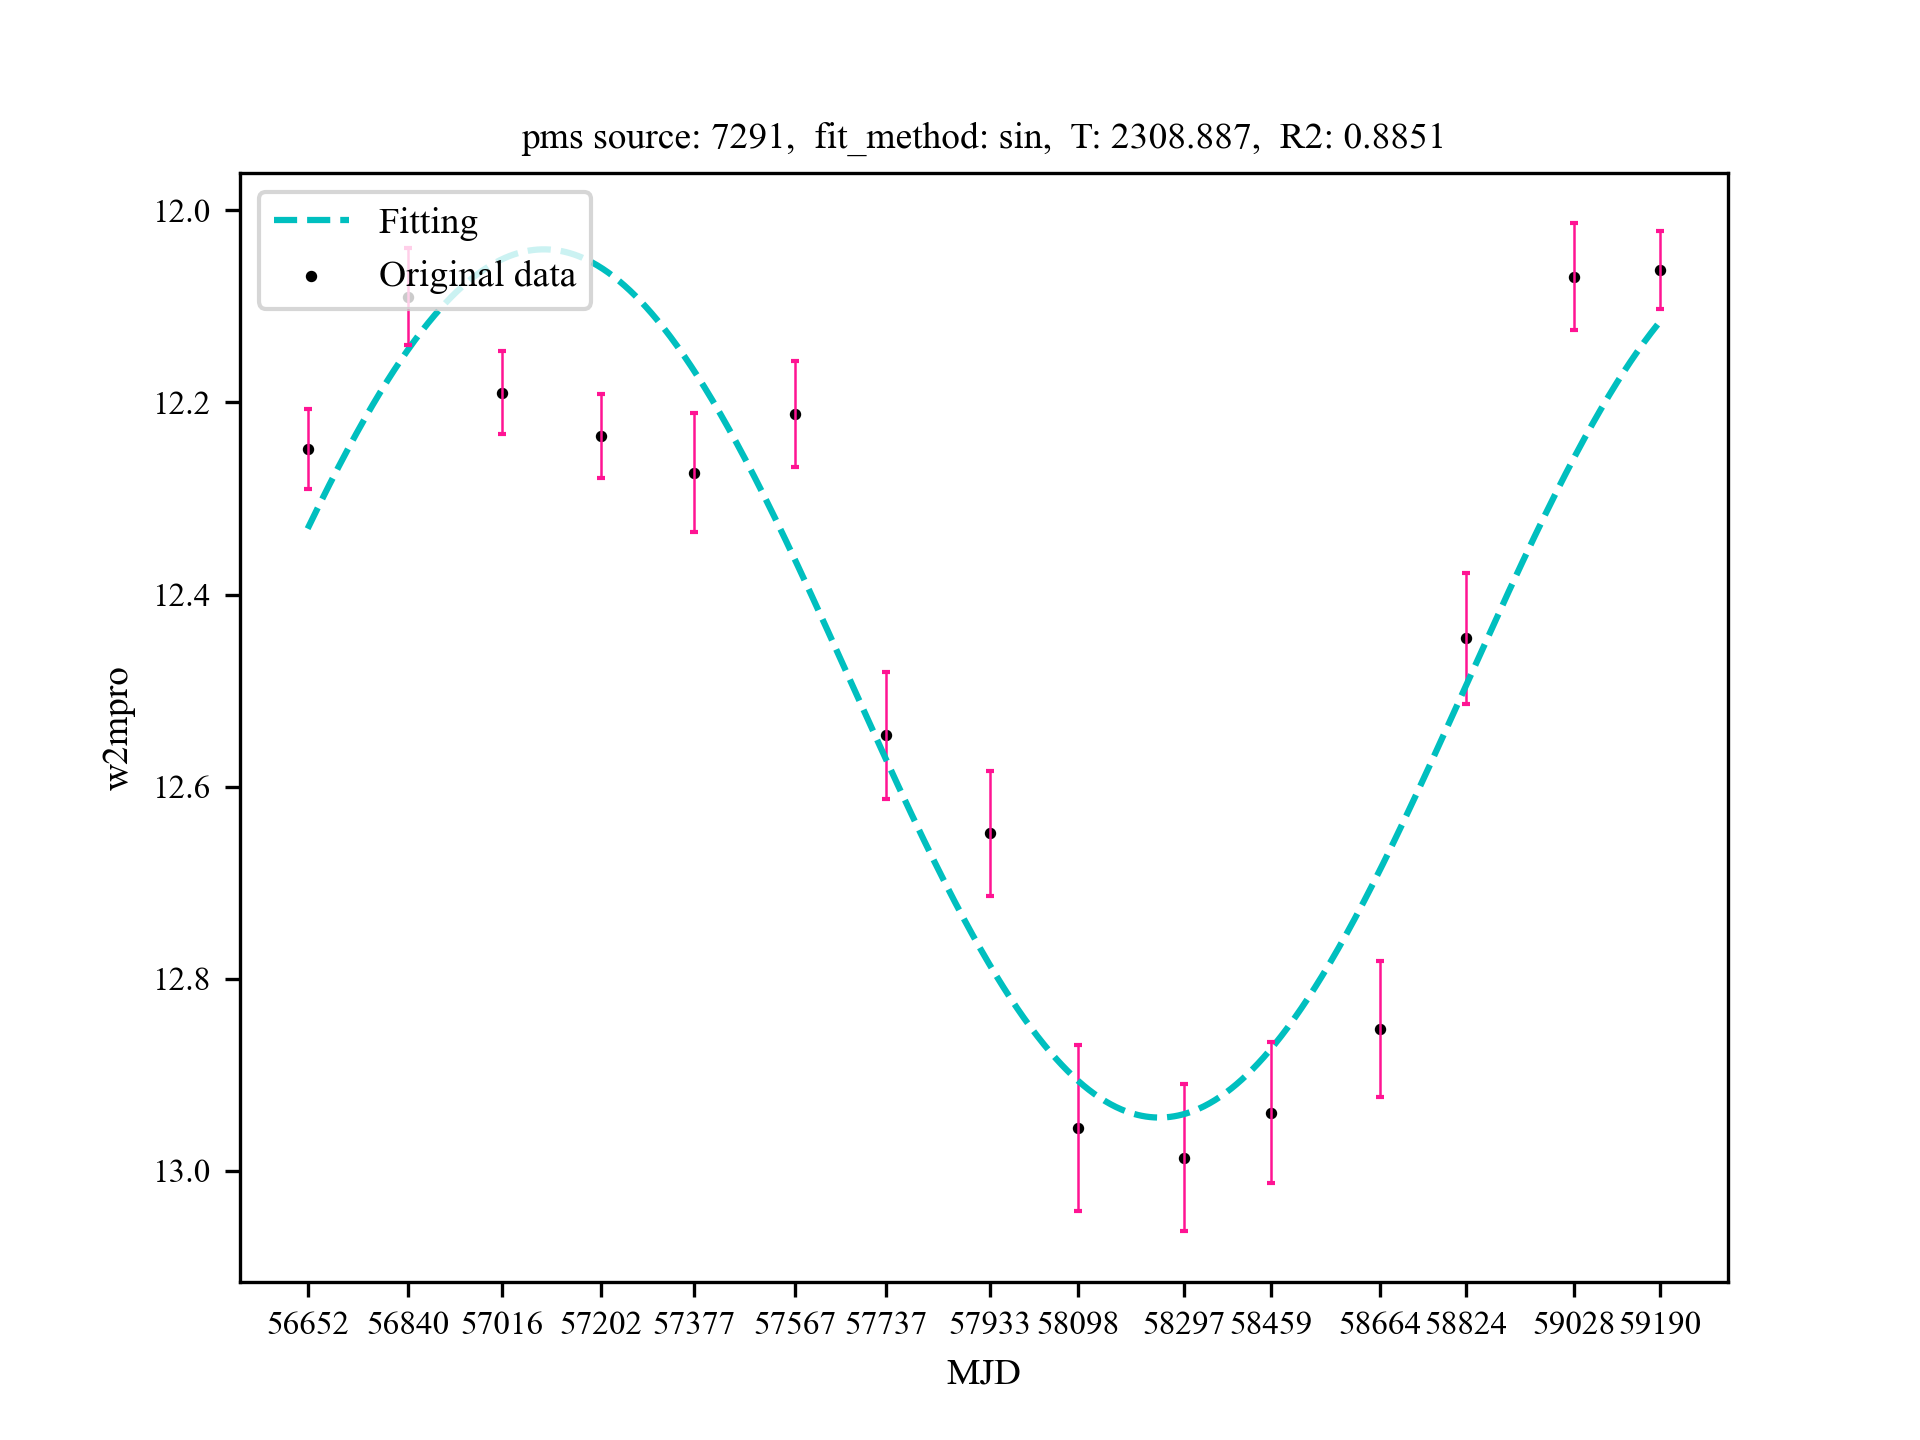 pms source: 7291, fit_method: sin, T: 2308.887, R2: 0.8851
Fitting
Original data
12.0
12.2
12.4
12.6
12.8
13.0
w2mpro
56652 56840 57016 57202 57377 57567 57737 57933 58098 58297 58459 58664 58824 59028 59190
MJD